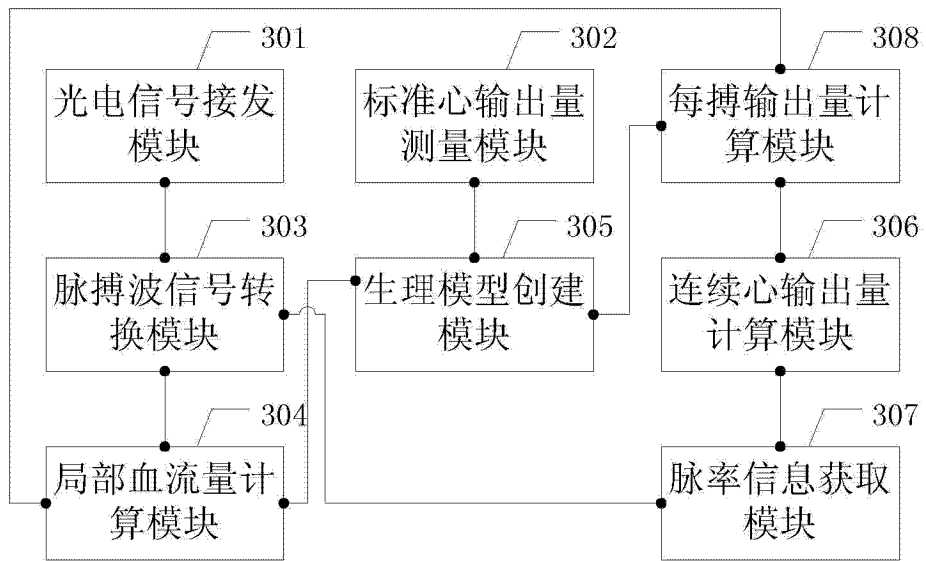 301
光电信号接发
模块
302
标准心输出量
测量模块
308
每搏输出量计
算模块
303
脉搏波信号转
换模块
305
生理模型创建
模块
306
连续心输出量
计算模块
304
局部血流量计
算模块
307
脉率信息获取
模块